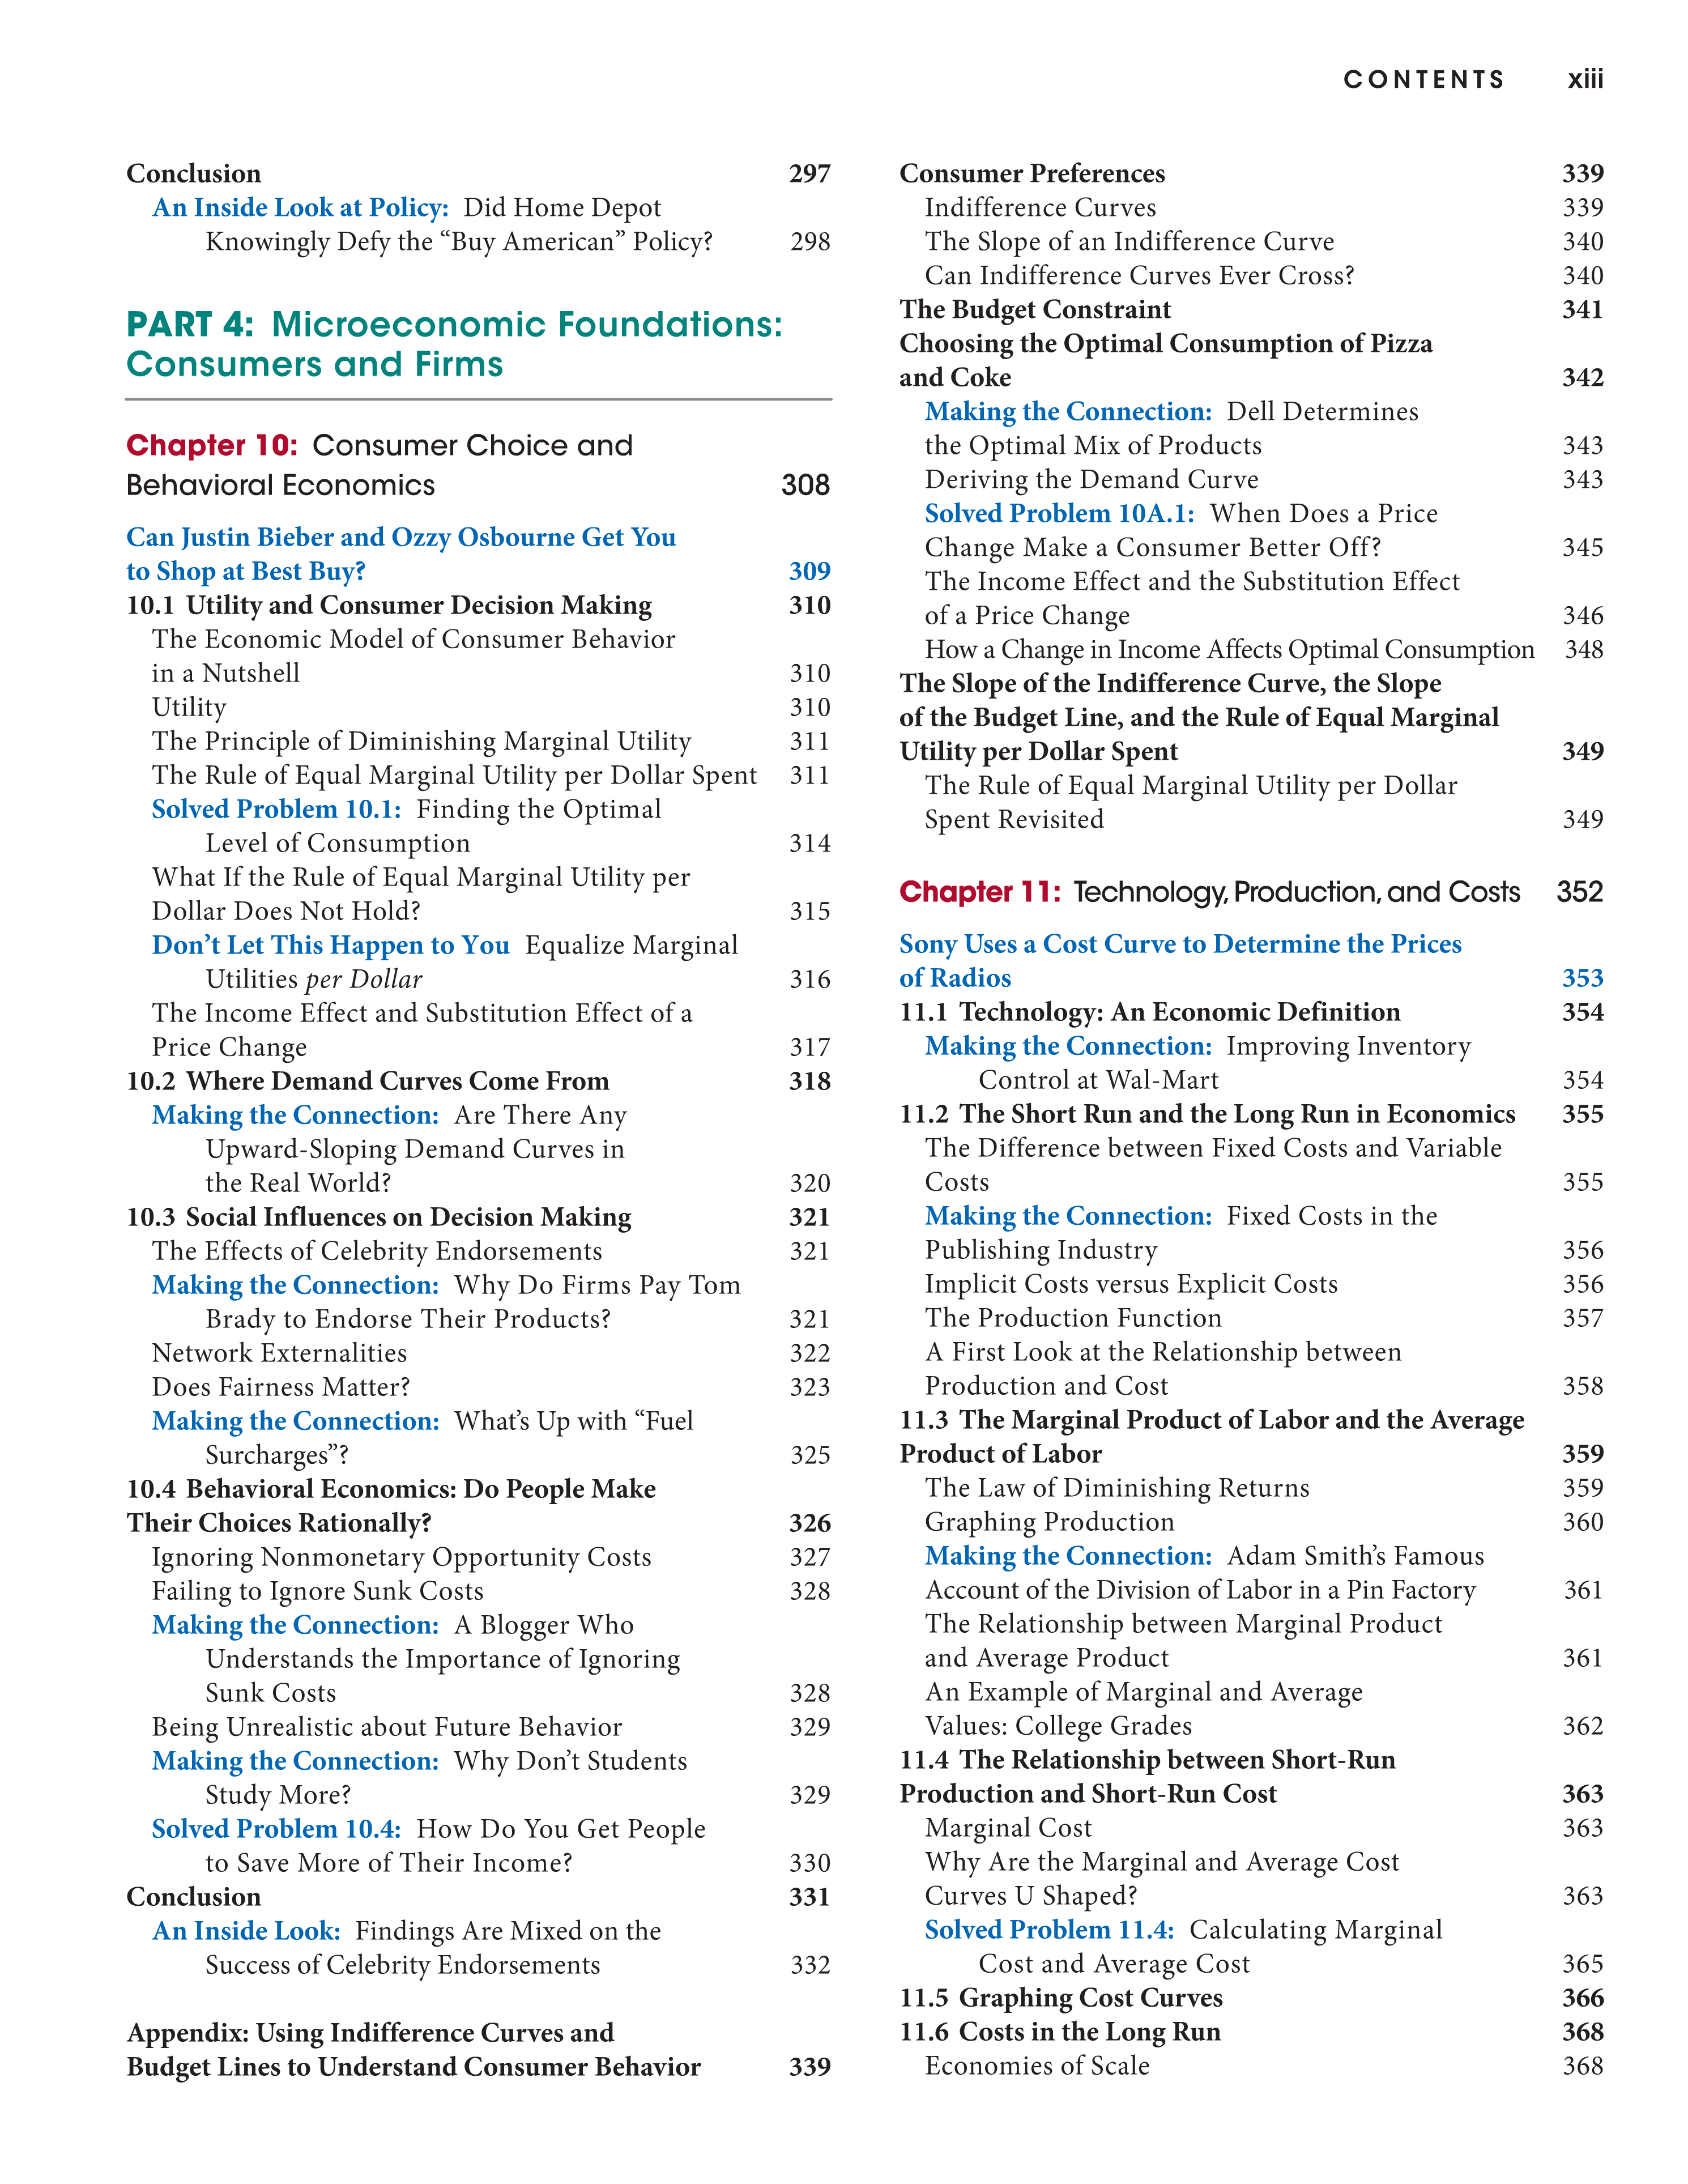 CONTENTS xiii
Conclusion 297
An Inside Look at Policy: Did Home Depot
Knowingly Defy the “Buy American” Policy? 298
PART 4: Microeconomic Foundations:
Consumers and Firms
Chapter 10: Consumer Choice and
Behavioral Economics 308
Can Justin Bieber and Ozzy Osbourne Get You
to Shop at Best Buy? 309
10.1 Utility and Consumer Decision Making 310
The Economic Model of Consumer Behavior
in a Nutshell 310
Utility 310
The Principle of Diminishing Marginal Utility 311
The Rule of Equal Marginal Utility per Dollar Spent 311
Solved Problem 10.1: Finding the Optimal
Level of Consumption 314
What If the Rule of Equal Marginal Utility per
Dollar Does Not Hold? 315
Don’t Let This Happen to You Equalize Marginal
Utilities per Dollar 316
The Income Effect and Substitution Effect of a
Price Change 317
10.2 Where Demand Curves Come From 318
Making the Connection: Are There Any
Upward-Sloping Demand Curves in
the Real World? 320
10.3 Social Influences on Decision Making 321
The Effects of Celebrity Endorsements 321
Making the Connection: Why Do Firms Pay Tom
Brady to Endorse Their Products? 321
Network Externalities 322
Does Fairness Matter? 323
Making the Connection: What’s Up with “Fuel
Surcharges”? 325
10.4 Behavioral Economics: Do People Make
Their Choices Rationally? 326
Ignoring Nonmonetary Opportunity Costs 327
Failing to Ignore Sunk Costs 328
Making the Connection: A Blogger Who
Understands the Importance of Ignoring
Sunk Costs 328
Being Unrealistic about Future Behavior 329
Making the Connection: Why Don’t Students
Study More? 329
Solved Problem 10.4: How Do You Get People
to Save More of Their Income? 330
Conclusion 331
An Inside Look: Findings Are Mixed on the
Success of Celebrity Endorsements 332
Appendix: Using Indifference Curves and
Budget Lines to Understand Consumer Behavior 339
Consumer Preferences 339
Indifference Curves 339
The Slope of an Indifference Curve 340
Can Indifference Curves Ever Cross? 340
The Budget Constraint 341
Choosing the Optimal Consumption of Pizza
and Coke 342
Making the Connection: Dell Determines
the Optimal Mix of Products 343
Deriving the Demand Curve 343
Solved Problem 10A.1: When Does a Price
Change Make a Consumer Better Off? 345
The Income Effect and the Substitution Effect
of a Price Change 346
How a Change in Income Affects Optimal Consumption 348
The Slope of the Indifference Curve, the Slope
of the Budget Line, and the Rule of Equal Marginal
Utility per Dollar Spent 349
The Rule of Equal Marginal Utility per Dollar
Spent Revisited 349
Chapter 11: Technology, Production, and Costs 352
Sony Uses a Cost Curve to Determine the Prices
of Radios 353
11.1 Technology: An Economic Definition 354
Making the Connection: Improving Inventory
Control at Wal-Mart 354
11.2 The Short Run and the Long Run in Economics 355
The Difference between Fixed Costs and Variable
Costs 355
Making the Connection: Fixed Costs in the
Publishing Industry 356
Implicit Costs versus Explicit Costs 356
The Production Function 357
A First Look at the Relationship between
Production and Cost 358
11.3 The Marginal Product of Labor and the Average
Product of Labor 359
The Law of Diminishing Returns 359
Graphing Production 360
Making the Connection: Adam Smith’s Famous
Account of the Division of Labor in a Pin Factory 361
The Relationship between Marginal Product
and Average Product 361
An Example of Marginal and Average
Values: College Grades 362
11.4 The Relationship between Short-Run
Production and Short-Run Cost 363
Marginal Cost 363
Why Are the Marginal and Average Cost
Curves U Shaped? 363
Solved Problem 11.4: Calculating Marginal
Cost and Average Cost 365
11.5 Graphing Cost Curves 366
11.6 Costs in the Long Run 368
Economies of Scale 368